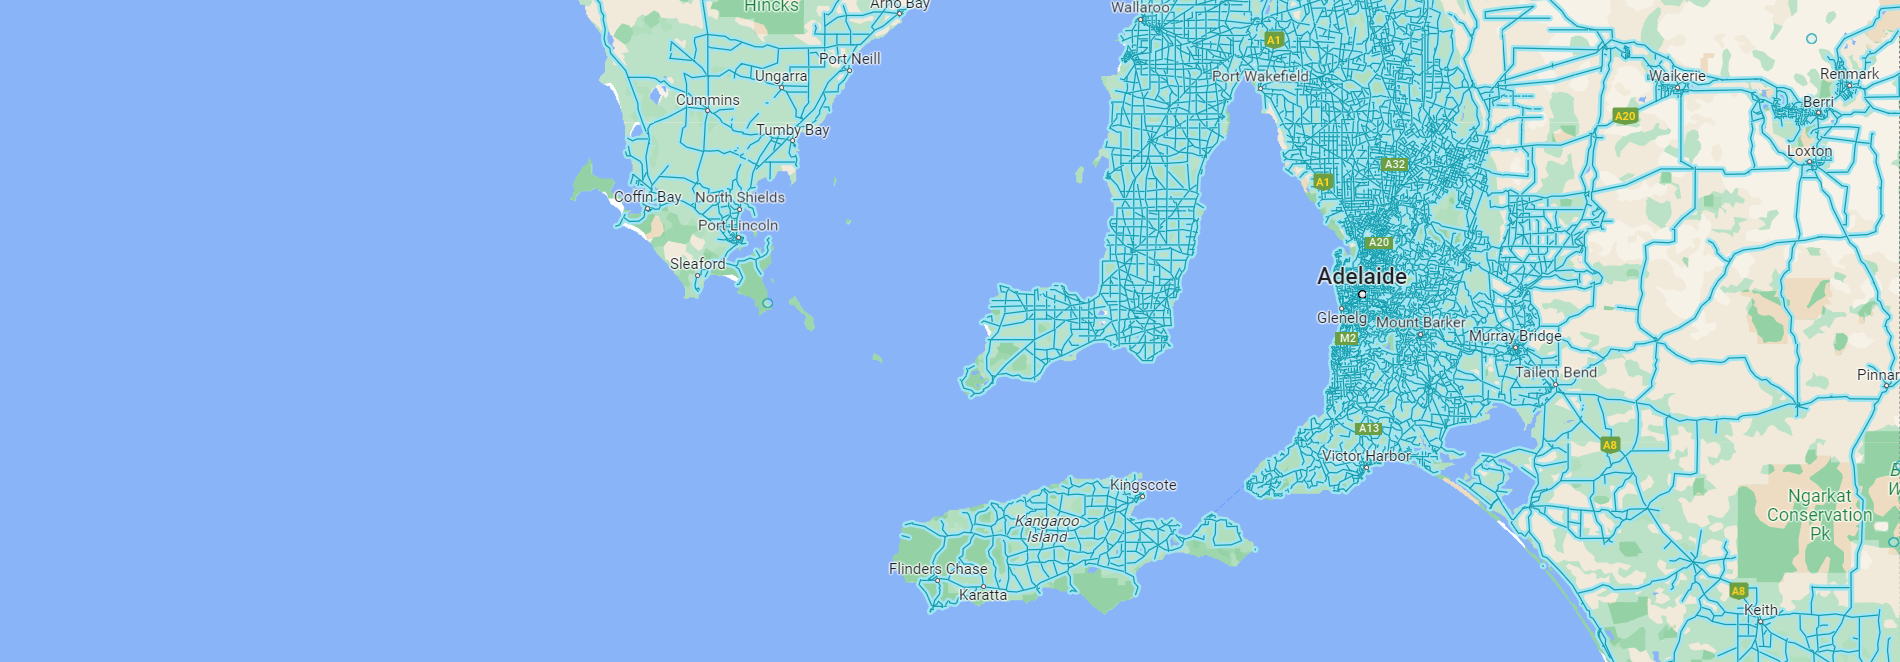 Hincks
Arno Bay
Wallaroo
A1
Port Neill
Ungarra
Port Wakefield
Waikerie
Renmark
Cummins
Berri
A20
Tumby Bay
Loxton
A32
A1
Coffin Bay
North Shields
Port Lincoln
A20
Sleaford
Adelaide
Glenelg
Mount Barker
M2
Murray Bridge
Tailem Bend
Pinnar
A13
A8
Victor Harbor
Kingscote
Ngarkat
Conservation
Pk
Kangaroo
Island
Flinders Chase
Karatta
A8
Keith